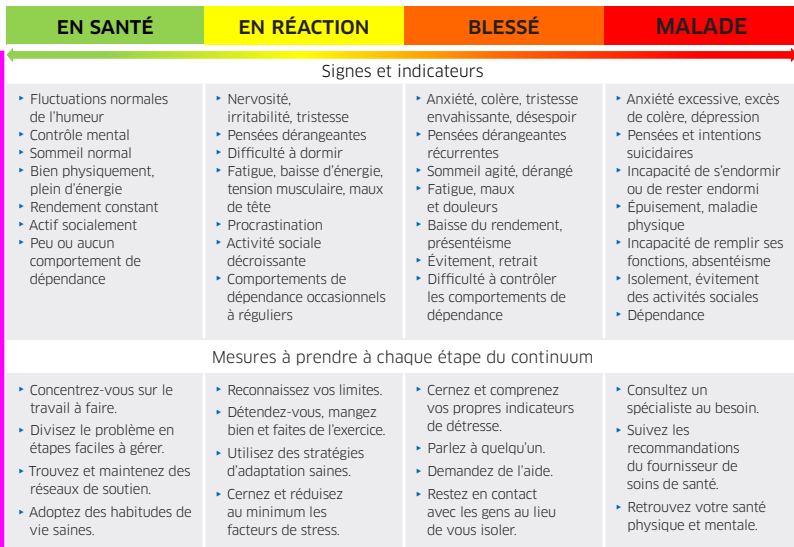 EN SANTÉ
EN RÉACTION
BLESSÉ
MALADE
Signes et indicateurs
‣ Fluctuations normales
de l'humeur
‣ Contrôle mental
‣ Sommeil normal
‣ Bien physiquement,
plein d'énergie
‣ Rendement constant
‣ Actif socialement
‣ Peu ou aucun
comportement de
dépendance
‣ Nervosité,
irritabilité, tristesse
‣ Pensées dérangeantes
‣ Difficulté à dormir
‣ Fatigue, baisse d'énergie,
tension musculaire, maux
de tête
‣ Procrastination
‣ Activité sociale
décroissante
‣ Comportements de
dépendance occasionnels
à réguliers
‣ Anxiété, colère, tristesse
envahissante, désespoir
‣ Pensées dérangeantes
récurrentes
‣ Sommeil agité, dérangé
‣ Fatigue, maux
et douleurs
‣ Baisse du rendement,
présentéisme
‣ Évitement, retrait
‣ Difficulté à contrôler
les comportements de
dépendance
‣ Anxiété excessive, excès
de colère, dépression
‣ Pensées et intentions
suicidaires
‣ Incapacité de s'endormir
ou de rester endormi
‣ Épuisement, maladie
physique
‣ Incapacité de remplir ses
fonctions, absentéisme
‣ Isolement, évitement
des activités sociales
‣ Dépendance
Mesures à prendre à chaque étape du continuum
‣ Concentrez-vous sur le
travail à faire.
‣ Divisez le problème en
étapes faciles à gérer.
‣ Trouvez et maintenez des
réseaux de soutien.
‣ Adoptez des habitudes de
vie saines.
‣ Reconnaissez vos limites.
‣ Détendez-vous, mangez
bien et faites de l'exercice.
‣ Utilisez des stratégies
d'adaptation saines.
‣ Cernez et réduisez
au minimum les
facteurs de stress.
‣ Cernez et comprenez
vos propres indicateurs
de détresse.
‣ Parlez à quelqu'un.
‣ Demandez de l'aide.
‣ Restez en contact
avec les gens au lieu
de vous isoler.
‣ Consultez un
spécialiste au besoin.
‣ Suivez les
recommandations
du fournisseur de
soins de santé.
‣ Retrouvez votre santé
physique et mentale.